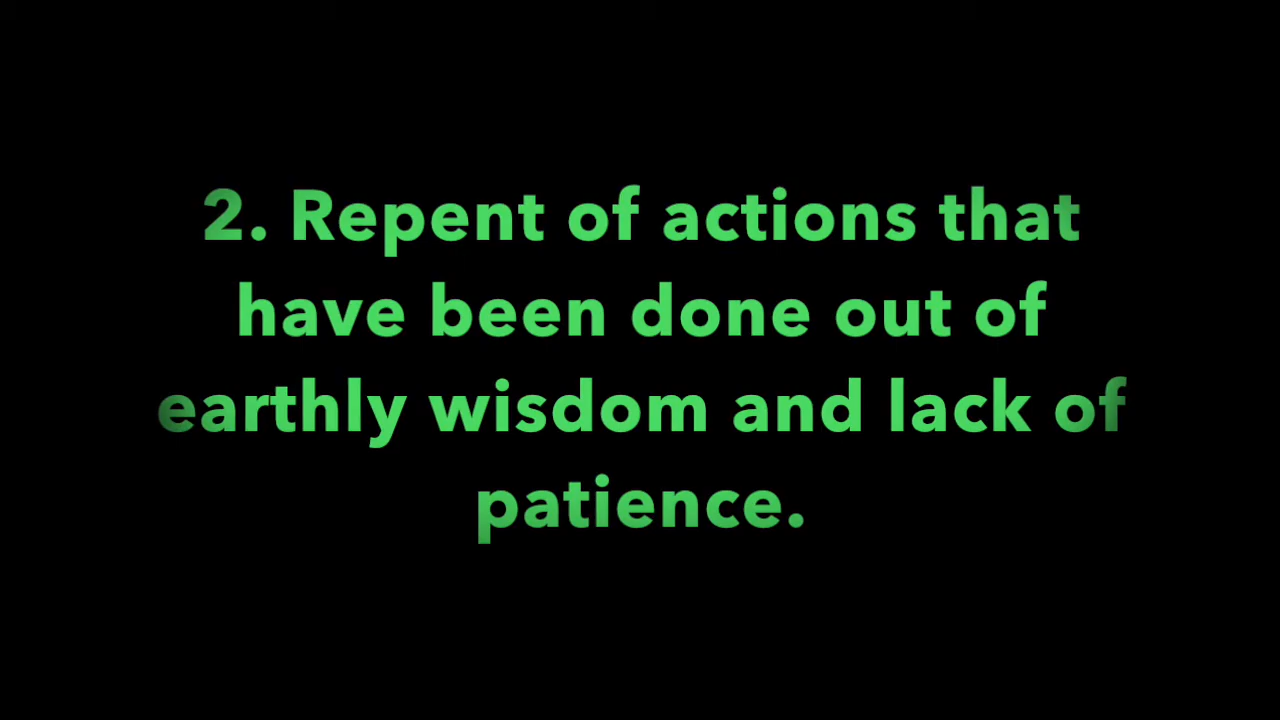 2. Repent of actions that
have been done out of
earthly wisdom and lack of
patience.